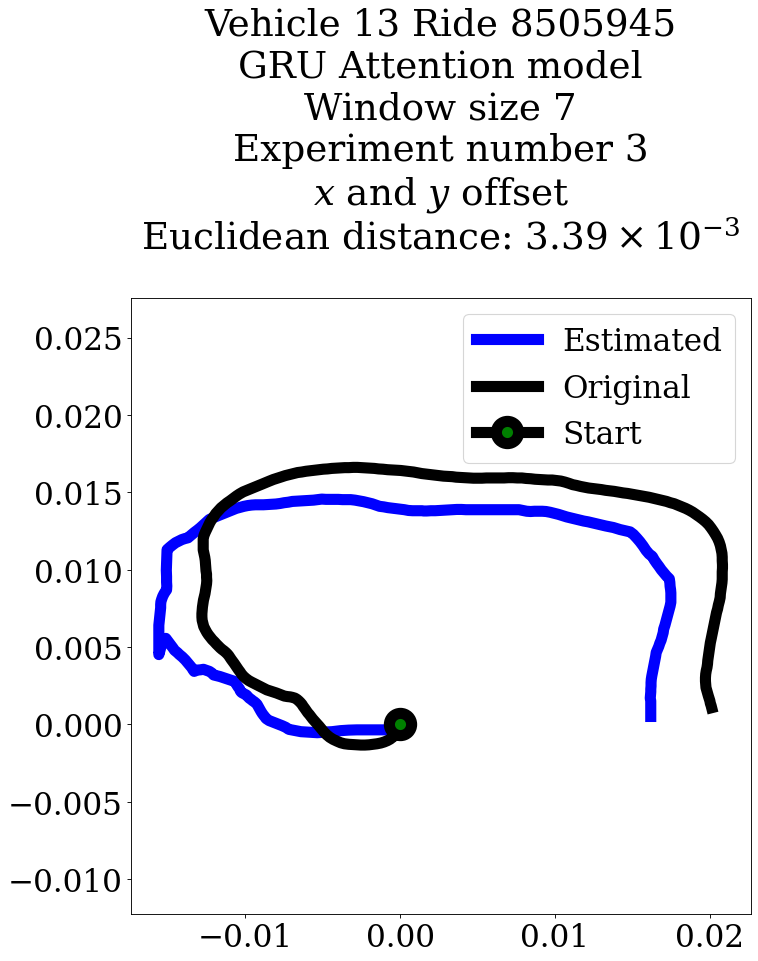 Vehicle 13 Ride 8505945
GRU Attention model
Window size 7
Experiment number 3
x and y offset
Euclidean distance: 3.39 × 10⁻³
Estimated
Original
Start
0.025
0.020
0.015
0.010
0.005
0.000
−0.005
−0.010
−0.01 0.00 0.01 0.02